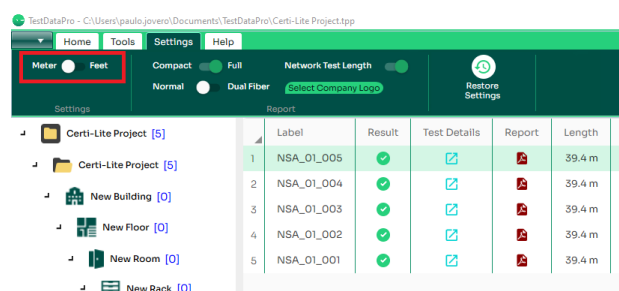 TestDataPro - C:\Users\paulo.jovero\Documents\TestDataPro\Certi-Lite Project.tpp
Home Tools Settings Help
Meter Feet Compact Full Network Test Length
Normal Dual Fiber Select Company Logo Restore Settings
Settings Report
Certi-Lite Project [5]
Certi-Lite Project [5]
New Building [0]
New Floor [0]
New Room [0]
New Rack [0]
Label Result Test Details Report Length
1 NSA_01_005 39.4 m
2 NSA_01_004 39.4 m
3 NSA_01_003 39.4 m
4 NSA_01_002 39.4 m
5 NSA_01_001 39.4 m